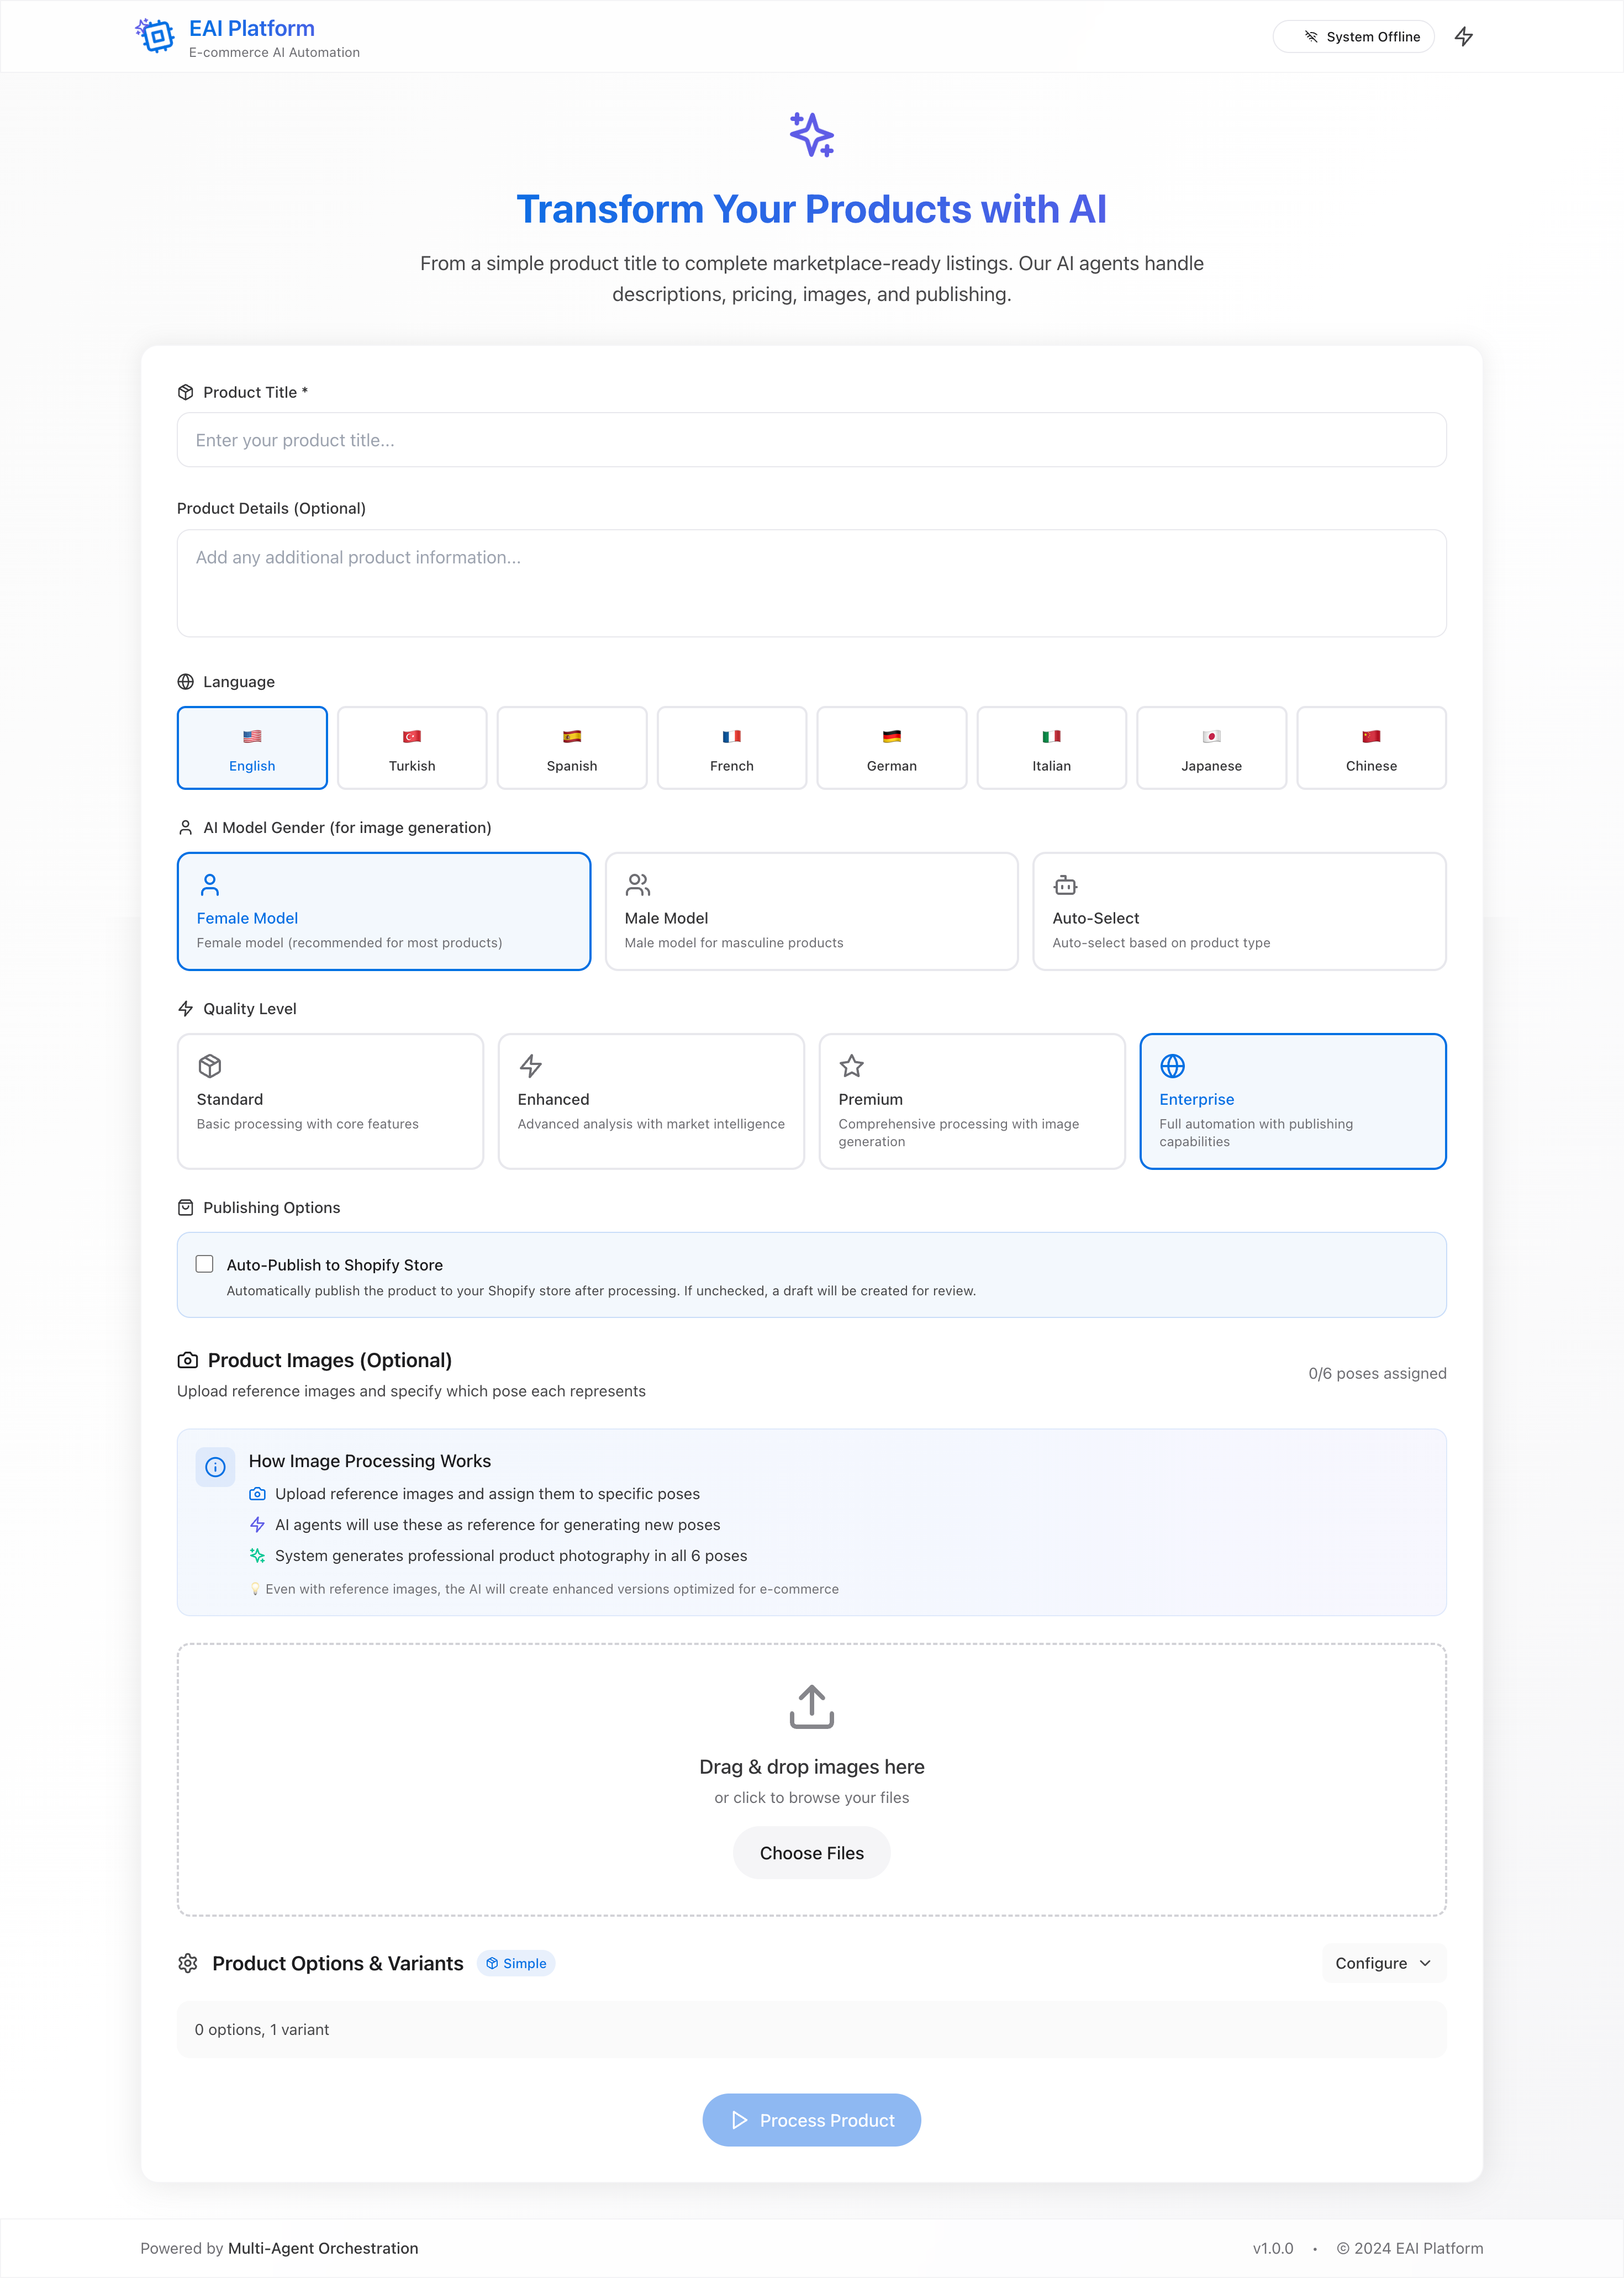 EAI Platform
E-commerce AI Automation
System Offline
Transform Your Products with AI
From a simple product title to complete marketplace-ready listings. Our AI agents handle
descriptions, pricing, images, and publishing.
Product Title *
Enter your product title...
Product Details (Optional)
Add any additional product information...
Language
English
Turkish
Spanish
French
German
Italian
Japanese
Chinese
AI Model Gender (for image generation)
Female Model
Female model (recommended for most products)
Male Model
Male model for masculine products
Auto-Select
Auto-select based on product type
Quality Level
Standard
Basic processing with core features
Enhanced
Advanced analysis with market intelligence
Premium
Comprehensive processing with image
generation
Enterprise
Full automation with publishing
capabilities
Publishing Options
Auto-Publish to Shopify Store
Automatically publish the product to your Shopify store after processing. If unchecked, a draft will be created for review.
Product Images (Optional)
Upload reference images and specify which pose each represents
0/6 poses assigned
How Image Processing Works
Upload reference images and assign them to specific poses
AI agents will use these as reference for generating new poses
System generates professional product photography in all 6 poses
💡 Even with reference images, the AI will create enhanced versions optimized for e-commerce
Drag & drop images here
or click to browse your files
Choose Files
Product Options & Variants
Simple
Configure
0 options, 1 variant
Process Product
Powered by Multi-Agent Orchestration
v1.0.0 • © 2024 EAI Platform